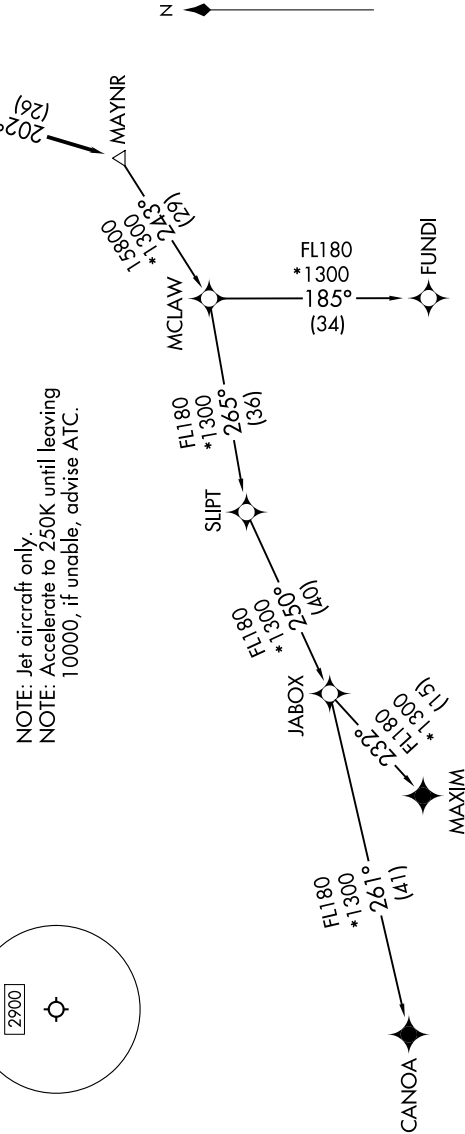 N
202°
(26)
MAYNR
15800
*1300
243°
(29)
MCLAW
FL180
*1300
185°
(34)
FUNDI
FL180
*1300
265°
(36)
SLIPT
NOTE: Jet aircraft only.
NOTE: Accelerate to 250K until leaving
10000, if unable, advise ATC.
FL180
*1300
250°
(40)
JABOX
232°
FL180
*1300
(15)
MAXIM
FL180
*1300
261°
(41)
CANOA
2900